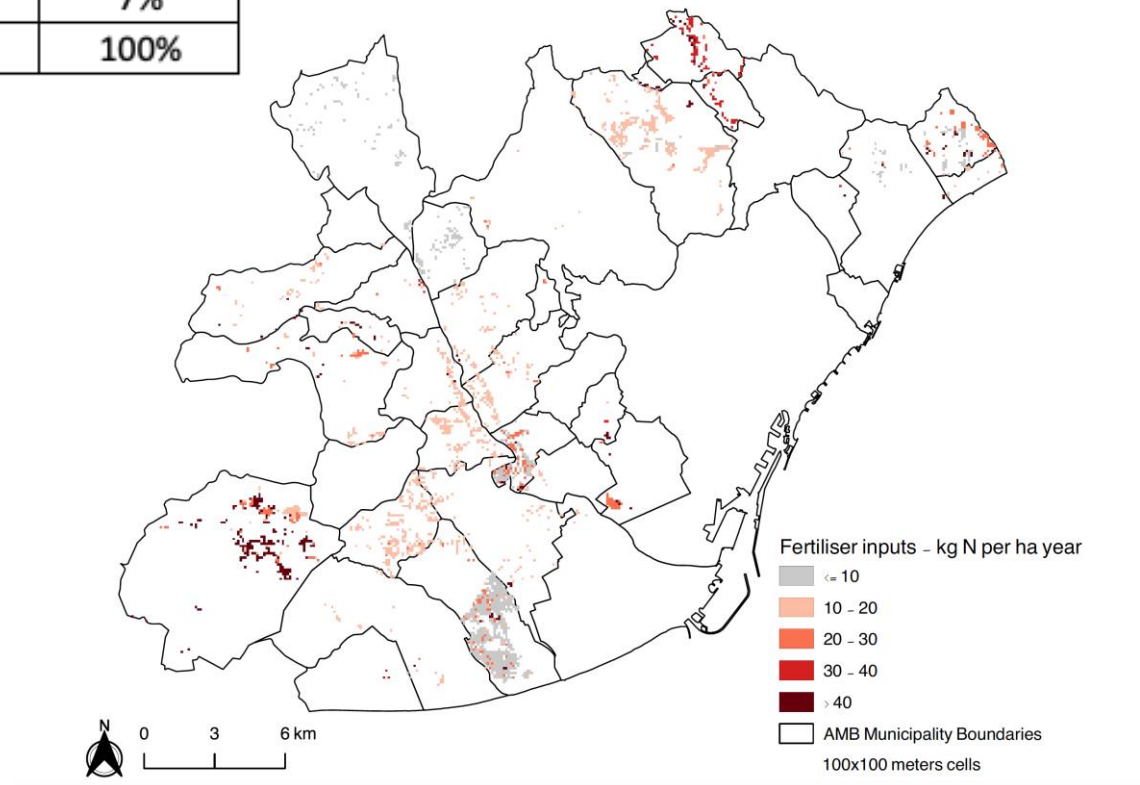 7%
100%
Fertiliser inputs - kg N per ha year
<= 10
10 - 20
20 - 30
30 - 40
> 40
AMB Municipality Boundaries
100x100 meters cells
N
0 3 6 km